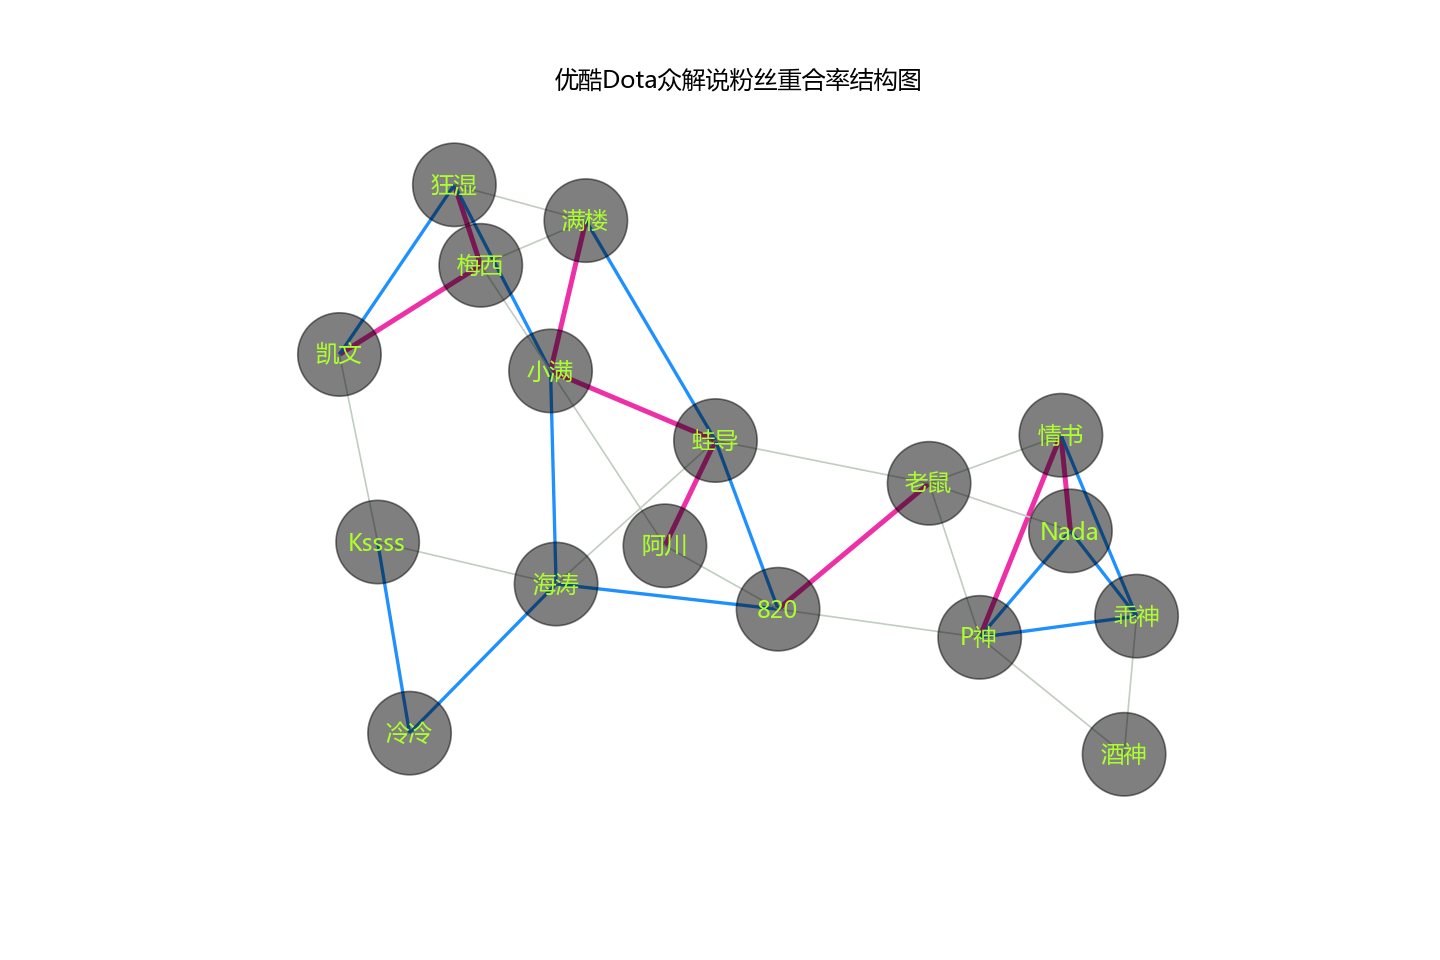 优酷Dota众解说粉丝重合率结构图
狂湿
满楼
梅西
凯文
小满
蛙导
情书
老鼠
Nada
Kssss
阿川
海涛
820
乖神
P神
冷冷
酒神